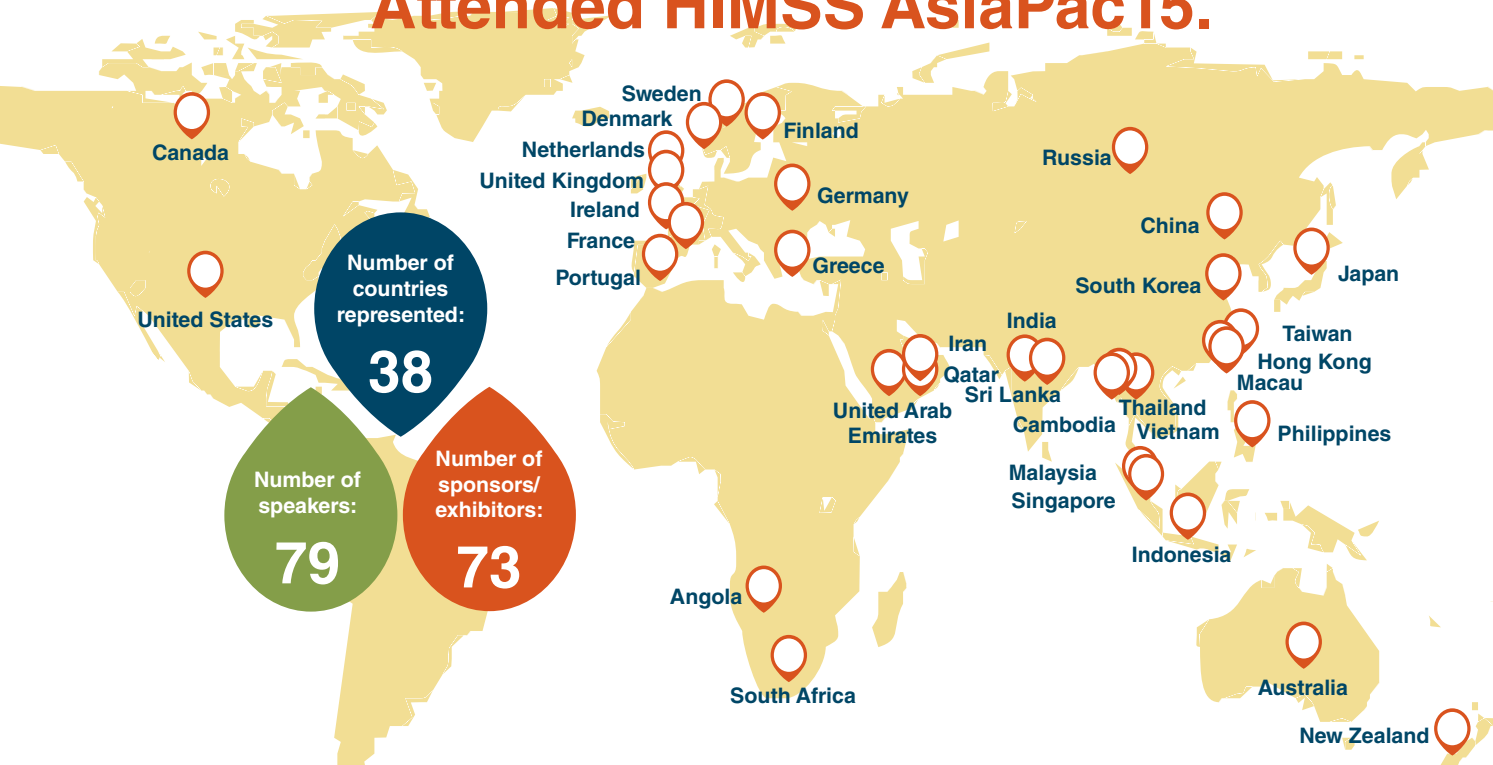 Attended HIMSS AsiaPac15.
Sweden
Denmark
Finland
Canada
Netherlands
Russia
United Kingdom
Germany
Ireland
China
France
Greece
Portugal
Japan
South Korea
United States
Number of
countries
represented:
38
India
Iran
Taiwan
Qatar
Hong Kong
Sri Lanka
Macau
United Arab
Emirates
Thailand
Cambodia
Vietnam
Philippines
Number of
speakers:
79
Number of
sponsors/
exhibitors:
73
Malaysia
Singapore
Indonesia
Angola
South Africa
Australia
New Zealand